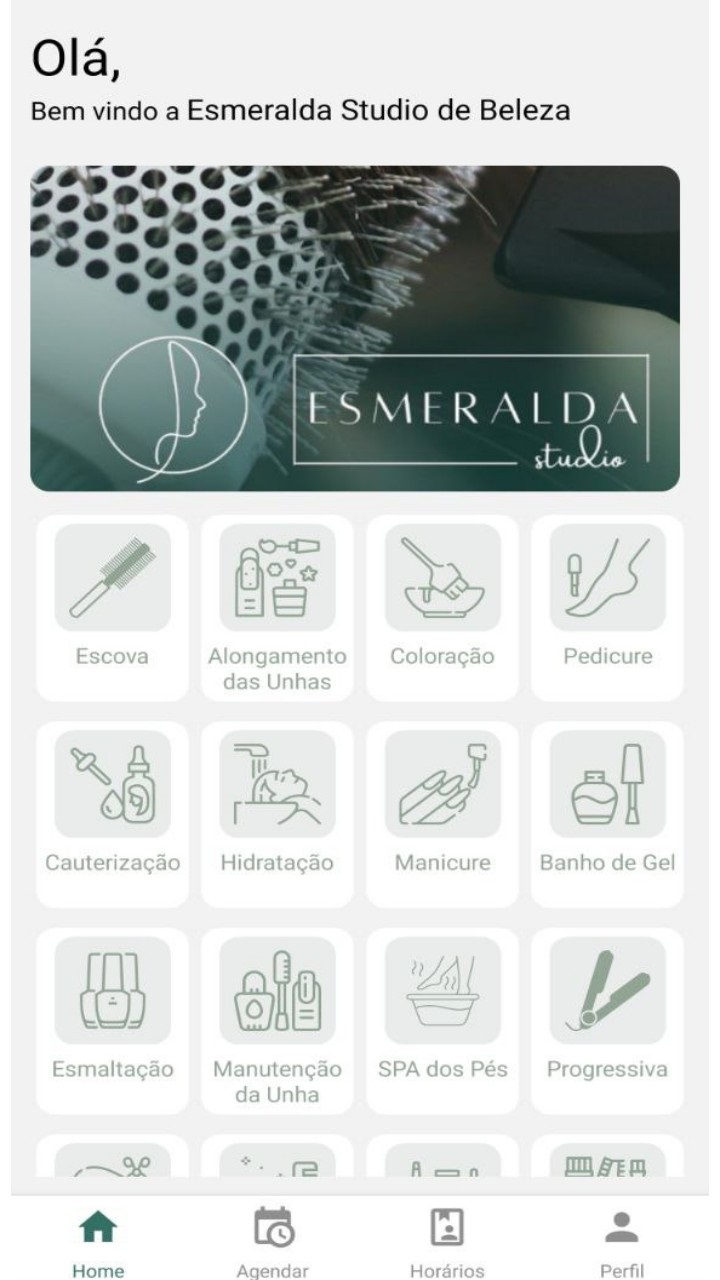 Olá,
Bem vindo a Esmeralda Studio de Beleza
ESMERALDA
studio
Escova
Alongamento
das Unhas
Coloração
Pedicure
Cauterização
Hidratação
Manicure
Banho de Gel
Esmaltação
Manutenção
da Unha
SPA dos Pés
Progressiva
Home
Agendar
Horários
Perfil